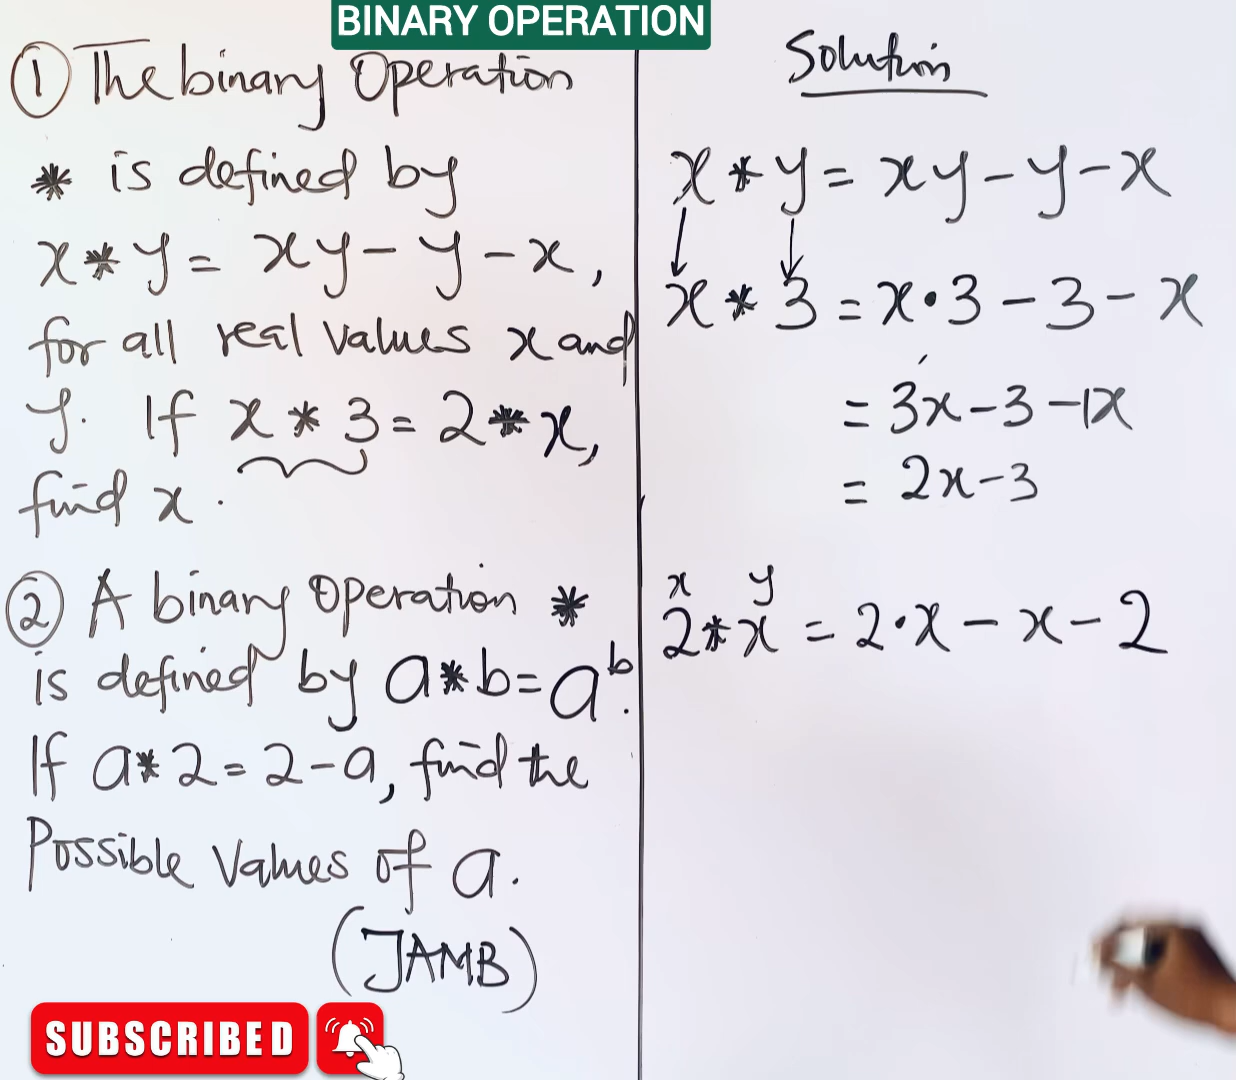 BINARY OPERATION
① The binary Operation
* is defined by
x * y = xy - y - x,
for all real values x and
y. If x * 3 = 2 * x,
find x.
② A binary operation *
is defined by a * b = a^b.
If a * 2 = 2 - a, find the
Possible Values of a.
(JAMB)
SUBSCRIBED
Solution
x * y = xy - y - x
x * 3 = x · 3 - 3 - x
= 3x - 3 - 1x
= 2x - 3
x y
2 * x = 2 · x - x - 2